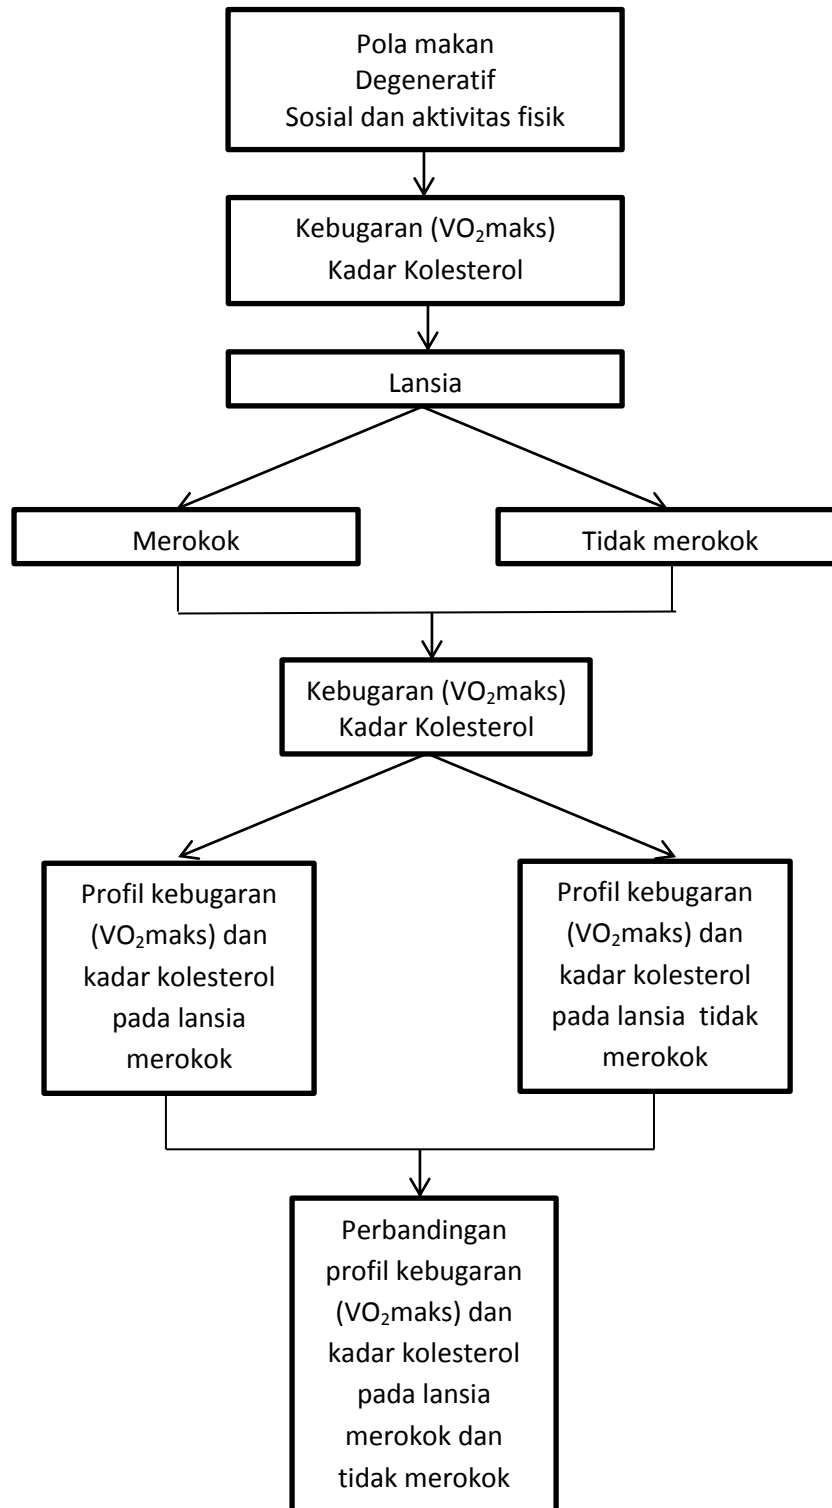 Pola makan
Degeneratif
Sosial dan aktivitas fisik
Kebugaran (VO₂maks)
Kadar Kolesterol
Lansia
Merokok
Tidak merokok
Kebugaran (VO₂maks)
Kadar Kolesterol
Profil kebugaran
(VO₂maks) dan
kadar kolesterol
pada lansia
merokok
Profil kebugaran
(VO₂maks) dan
kadar kolesterol
pada lansia  tidak
merokok
Perbandingan
profil kebugaran
(VO₂maks) dan
kadar kolesterol
pada lansia
merokok dan
tidak merokok